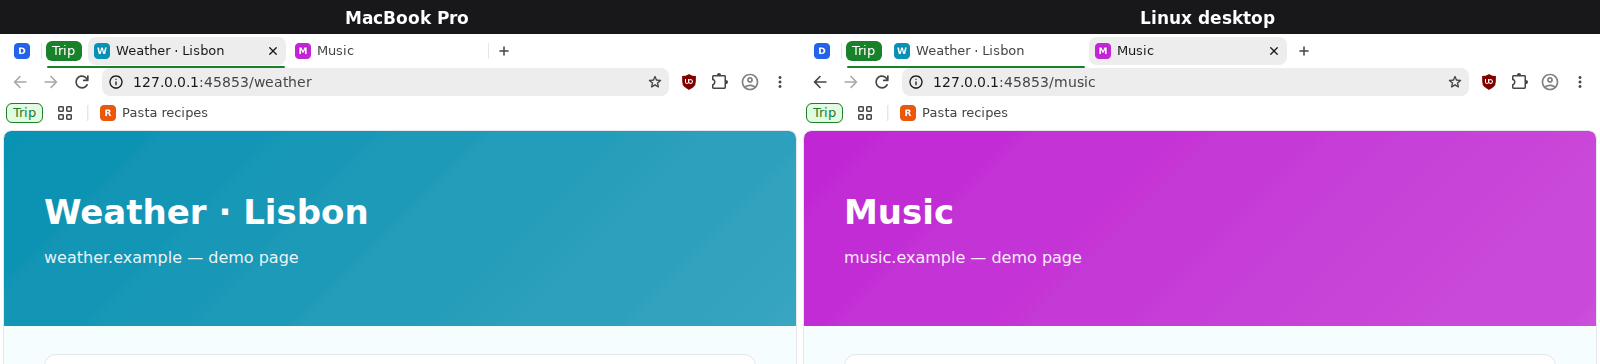 MacBook Pro
D Trip W Weather · Lisbon M Music
127.0.0.1:45853/weather
Trip R Pasta recipes
Weather · Lisbon
weather.example — demo page
Linux desktop
D Trip W Weather · Lisbon M Music
127.0.0.1:45853/music
Trip R Pasta recipes
Music
music.example — demo page